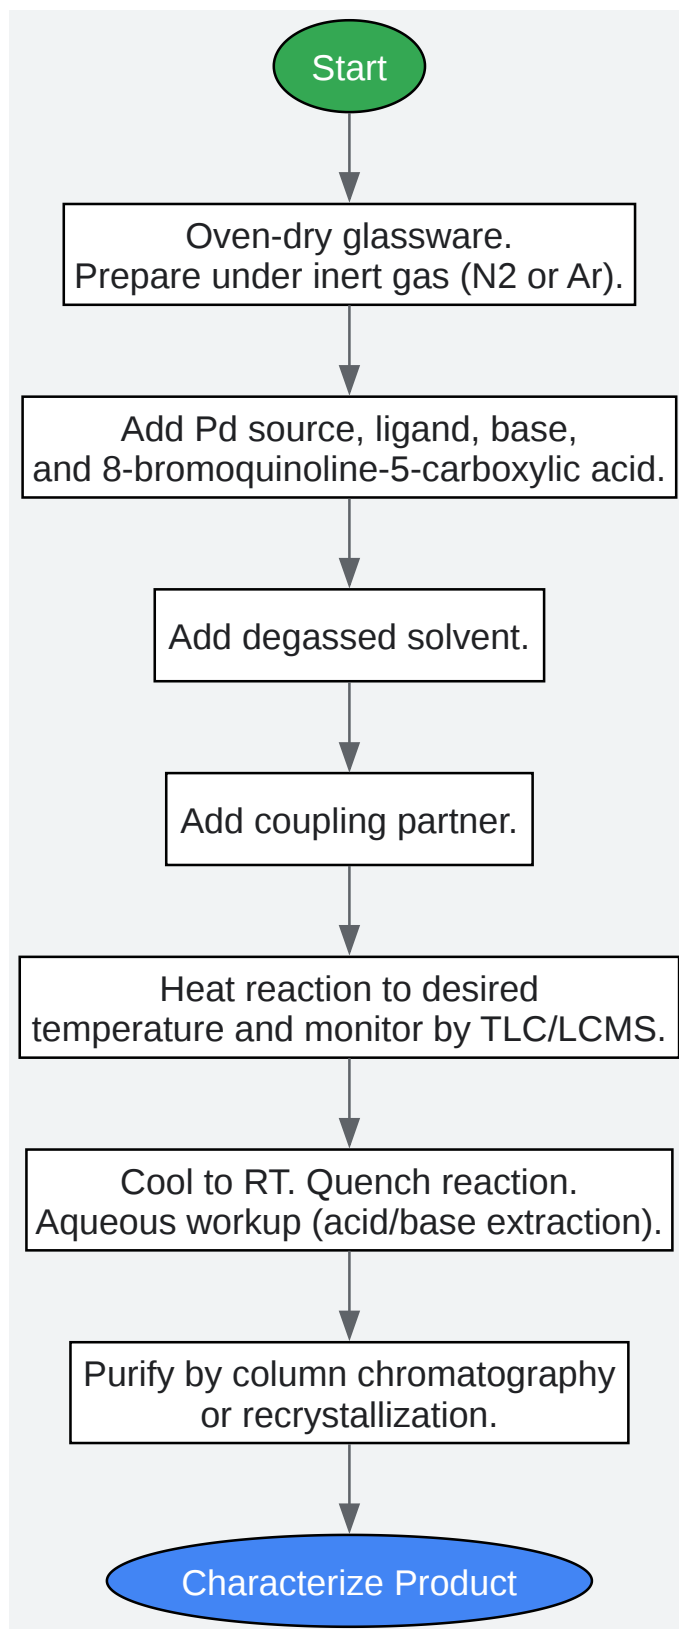 Start
Oven-dry glassware.
Prepare under inert gas (N2 or Ar).
Add Pd source, ligand, base,
and 8-bromoquinoline-5-carboxylic acid.
Add degassed solvent.
Add coupling partner.
Heat reaction to desired
temperature and monitor by TLC/LCMS.
Cool to RT. Quench reaction.
Aqueous workup (acid/base extraction).
Purify by column chromatography
or recrystallization.
Characterize Product